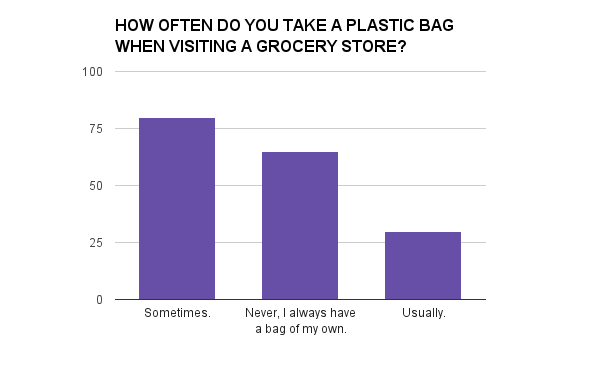 HOW OFTEN DO YOU TAKE A PLASTIC BAG
WHEN VISITING A GROCERY STORE?
100
75
50
25
0
Sometimes.
Never, I always have
a bag of my own.
Usually.